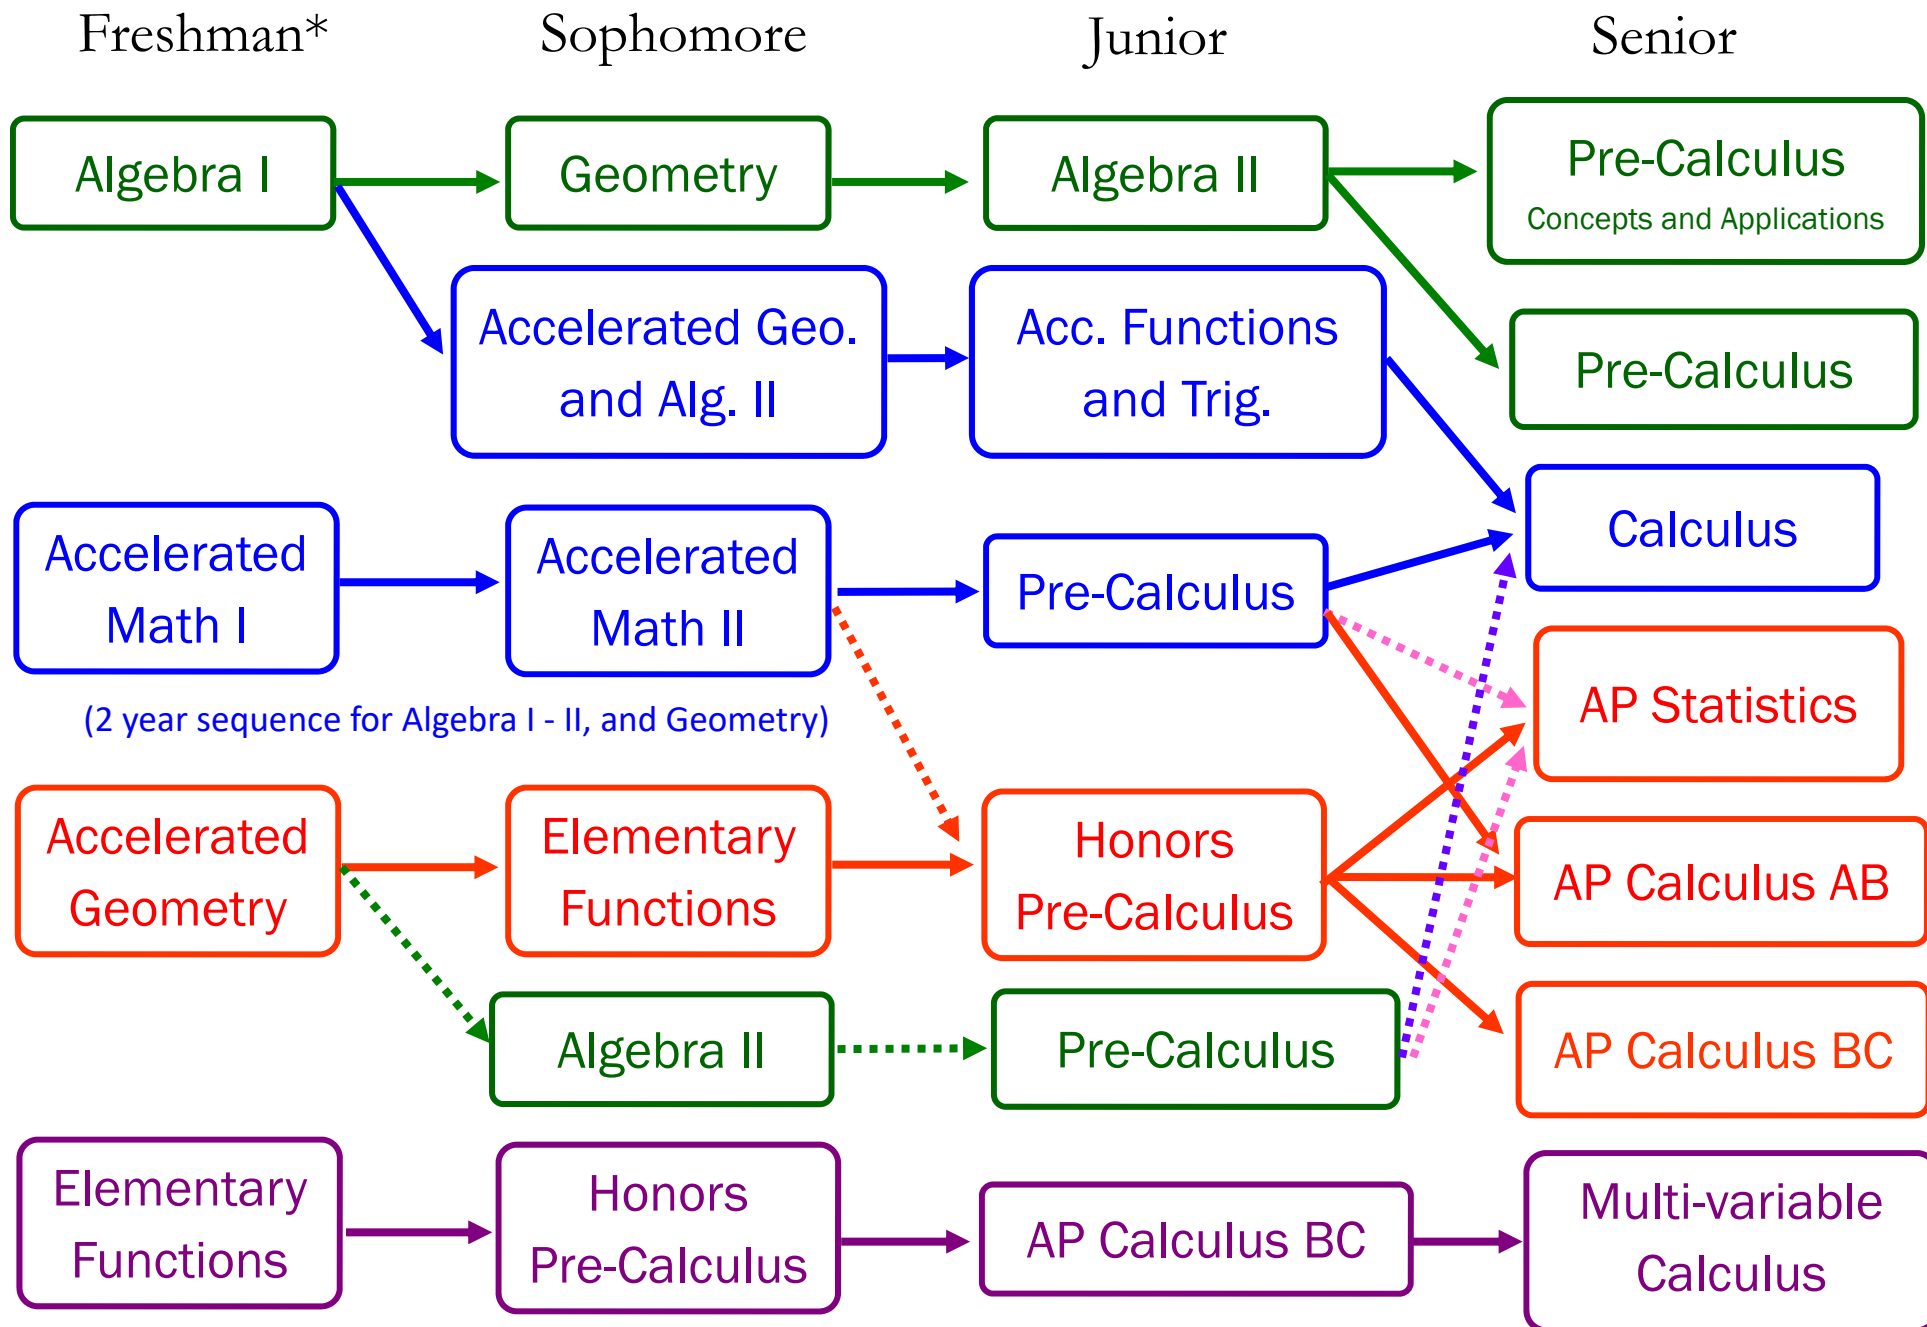 Freshman*
Sophomore
Junior
Senior
Algebra I
Geometry
Algebra II
Pre-Calculus
Concepts and Applications
Accelerated Geo.
and Alg. II
Acc. Functions
and Trig.
Pre-Calculus
Accelerated
Math I
Accelerated
Math II
Pre-Calculus
Calculus
(2 year sequence for Algebra I - II, and Geometry)
AP Statistics
Accelerated
Geometry
Elementary
Functions
Honors
Pre-Calculus
AP Calculus AB
Algebra II
Pre-Calculus
AP Calculus BC
Elementary
Functions
Honors
Pre-Calculus
AP Calculus BC
Multi-variable
Calculus